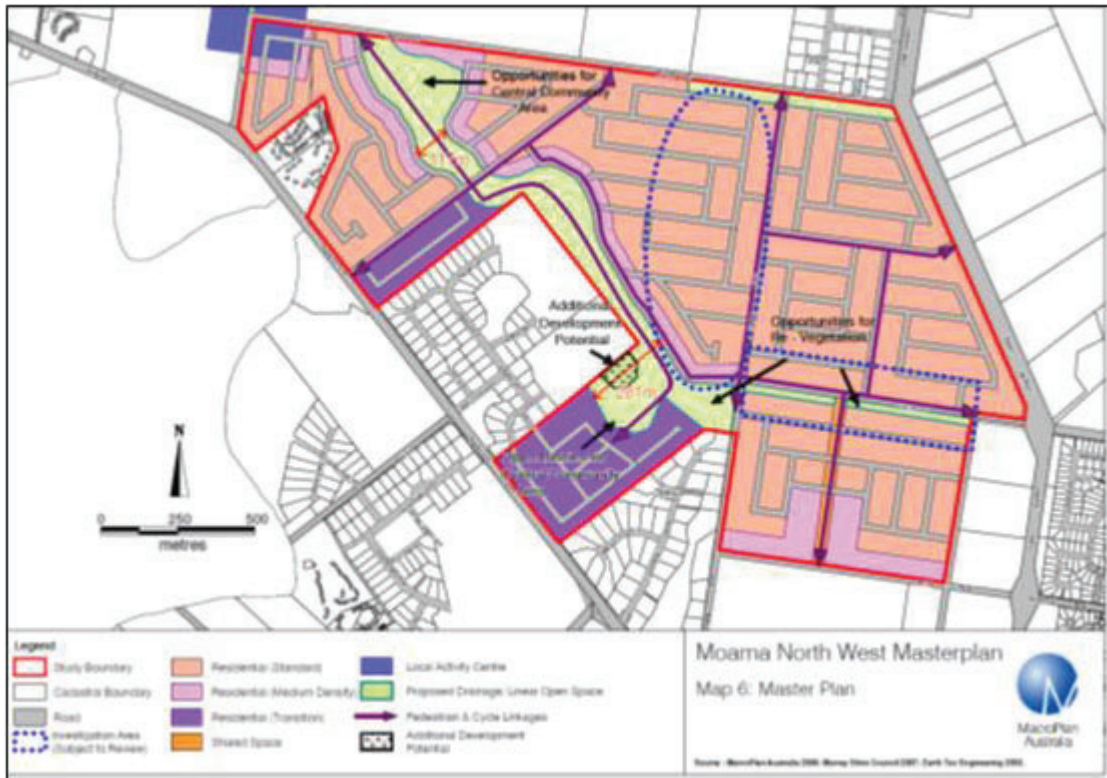 Opportunities for
Central Community
Area
Additional
Development
Potential
Opportunities for
Re - Vegetation
N
0 250 500
metres
Legend
Study Boundary
Cadastral Boundary
Road
Investigation Area
(Subject to Review)
Residential (Standard)
Residential (Medium Density)
Residential (Transition)
Shared Space
Local Activity Centre
Proposed Drainage, Linear Open Space
Pedestrian & Cycle Linkages
Additional Development
Potential
Moama North West Masterplan
Map 6: Master Plan
MacroPlan
Australia